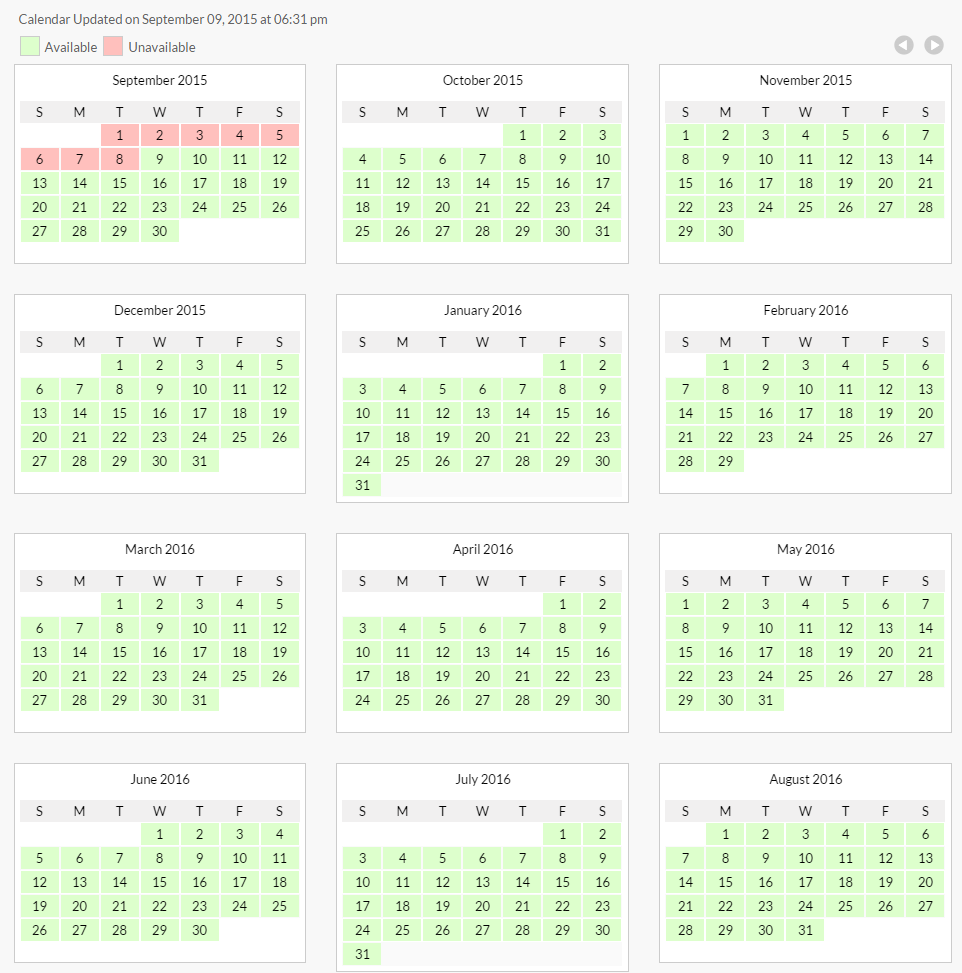 Calendar Updated on September 09, 2015 at 06:31 pm
Available Unavailable
September 2015
S M T W T F S
1 2 3 4 5
6 7 8 9 10 11 12
13 14 15 16 17 18 19
20 21 22 23 24 25 26
27 28 29 30
October 2015
S M T W T F S
1 2 3
4 5 6 7 8 9 10
11 12 13 14 15 16 17
18 19 20 21 22 23 24
25 26 27 28 29 30 31
November 2015
S M T W T F S
1 2 3 4 5 6 7
8 9 10 11 12 13 14
15 16 17 18 19 20 21
22 23 24 25 26 27 28
29 30
December 2015
S M T W T F S
1 2 3 4 5
6 7 8 9 10 11 12
13 14 15 16 17 18 19
20 21 22 23 24 25 26
27 28 29 30 31
January 2016
S M T W T F S
1 2
3 4 5 6 7 8 9
10 11 12 13 14 15 16
17 18 19 20 21 22 23
24 25 26 27 28 29 30
31
February 2016
S M T W T F S
1 2 3 4 5 6
7 8 9 10 11 12 13
14 15 16 17 18 19 20
21 22 23 24 25 26 27
28 29
March 2016
S M T W T F S
1 2 3 4 5
6 7 8 9 10 11 12
13 14 15 16 17 18 19
20 21 22 23 24 25 26
27 28 29 30 31
April 2016
S M T W T F S
1 2
3 4 5 6 7 8 9
10 11 12 13 14 15 16
17 18 19 20 21 22 23
24 25 26 27 28 29 30
May 2016
S M T W T F S
1 2 3 4 5 6 7
8 9 10 11 12 13 14
15 16 17 18 19 20 21
22 23 24 25 26 27 28
29 30 31
June 2016
S M T W T F S
1 2 3 4
5 6 7 8 9 10 11
12 13 14 15 16 17 18
19 20 21 22 23 24 25
26 27 28 29 30
July 2016
S M T W T F S
1 2
3 4 5 6 7 8 9
10 11 12 13 14 15 16
17 18 19 20 21 22 23
24 25 26 27 28 29 30
31
August 2016
S M T W T F S
1 2 3 4 5 6
7 8 9 10 11 12 13
14 15 16 17 18 19 20
21 22 23 24 25 26 27
28 29 30 31